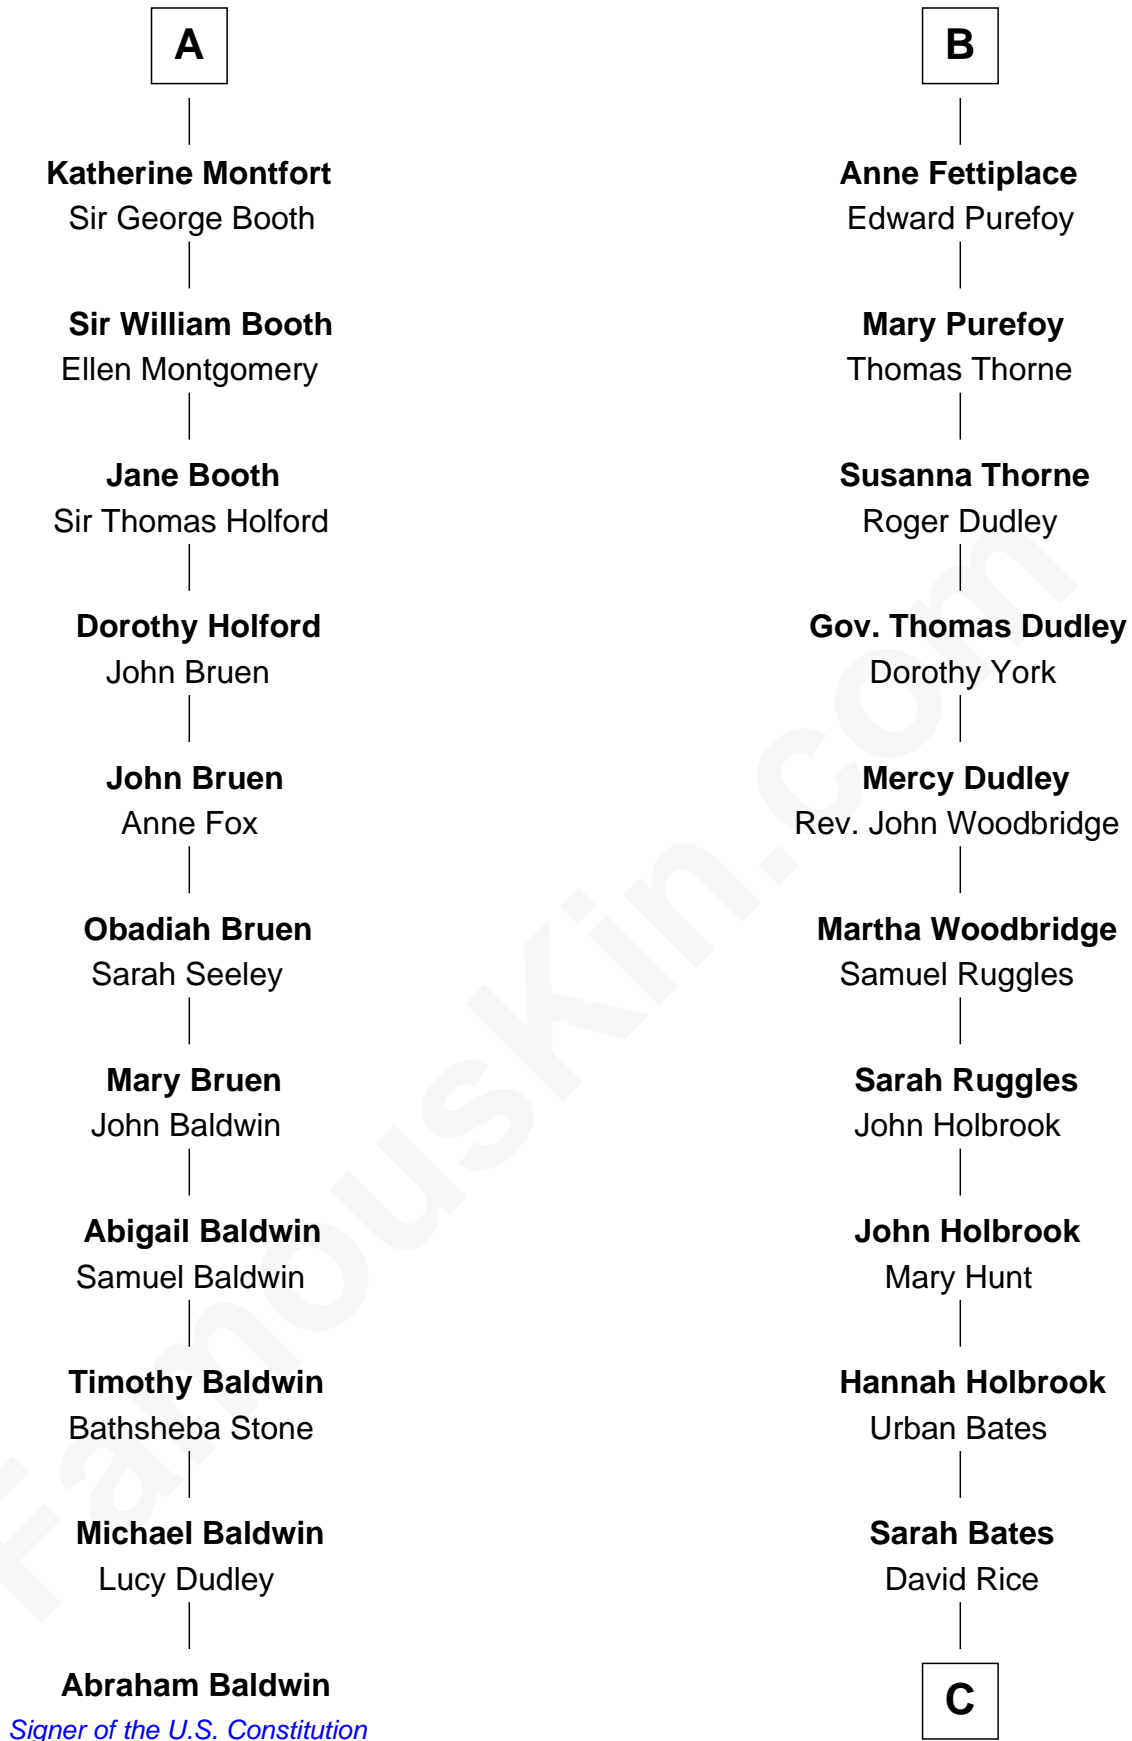 A
Katherine Montfort
Sir George Booth
Sir William Booth
Ellen Montgomery
Jane Booth
Sir Thomas Holford
Dorothy Holford
John Bruen
John Bruen
Anne Fox
Obadiah Bruen
Sarah Seeley
Mary Bruen
John Baldwin
Abigail Baldwin
Samuel Baldwin
Timothy Baldwin
Bathsheba Stone
Michael Baldwin
Lucy Dudley
Abraham Baldwin
Signer of the U.S. Constitution
B
Anne Fettiplace
Edward Purefoy
Mary Purefoy
Thomas Thorne
Susanna Thorne
Roger Dudley
Gov. Thomas Dudley
Dorothy York
Mercy Dudley
Rev. John Woodbridge
Martha Woodbridge
Samuel Ruggles
Sarah Ruggles
John Holbrook
John Holbrook
Mary Hunt
Hannah Holbrook
Urban Bates
Sarah Bates
David Rice
C
FamousKin.com